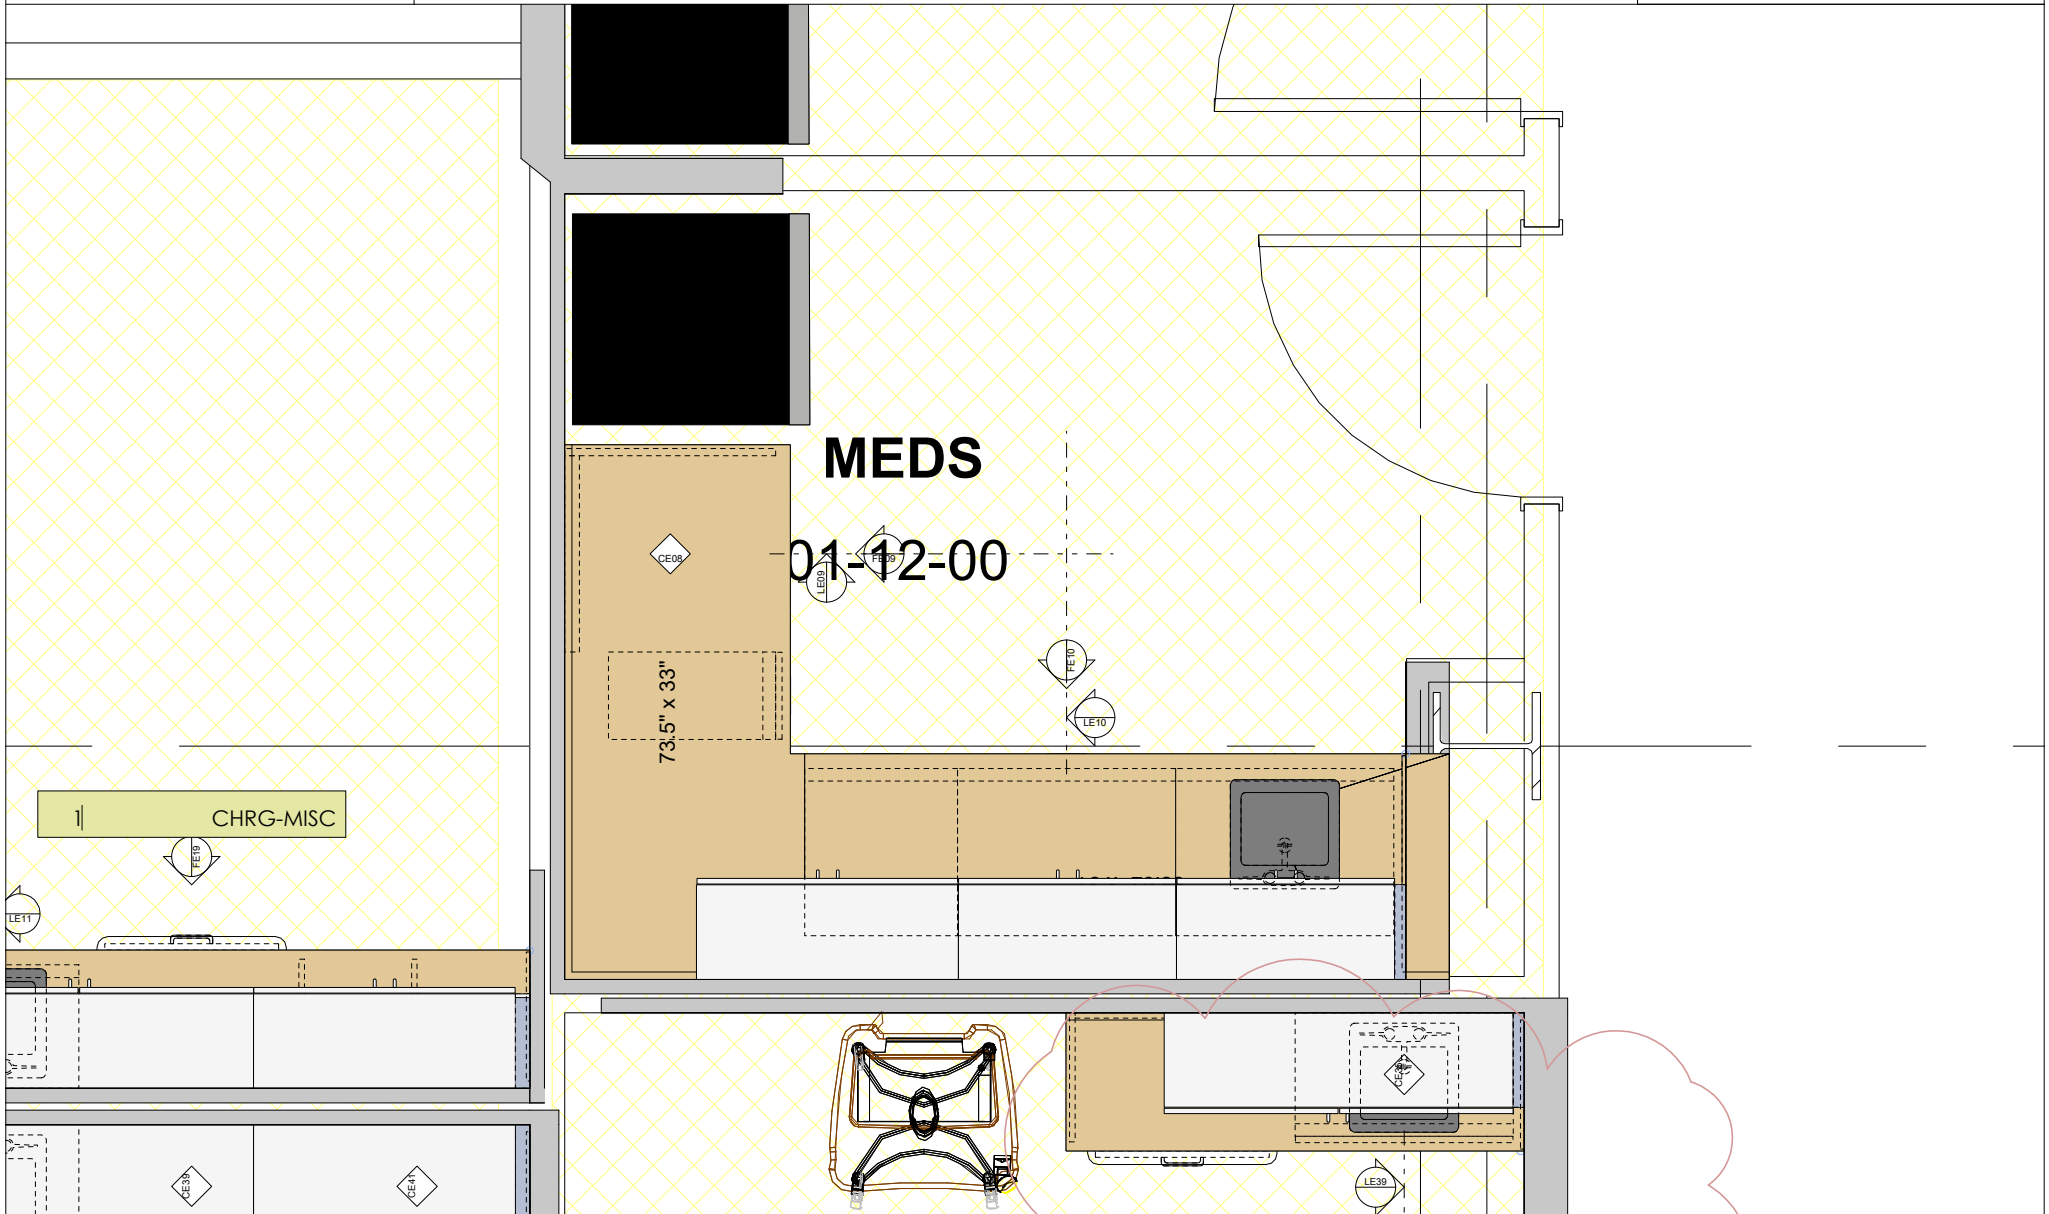 MEDS
01-12-00
CE08
LE09
FE09
73.5" x 33"
FE10
LE10
1 CHRG-MISC
FE19
LE11
CE39
CE41
LE39